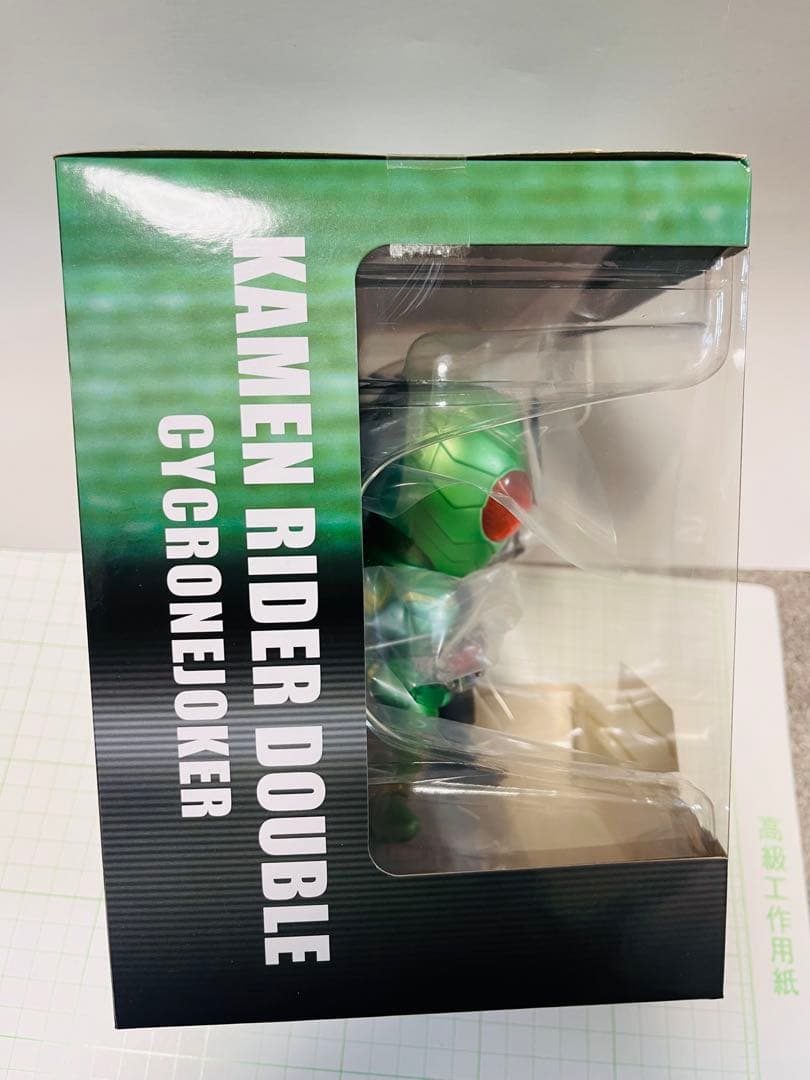 KAMEN RIDER DOUBLE
CYCRONEJOKER
高級工作用紙